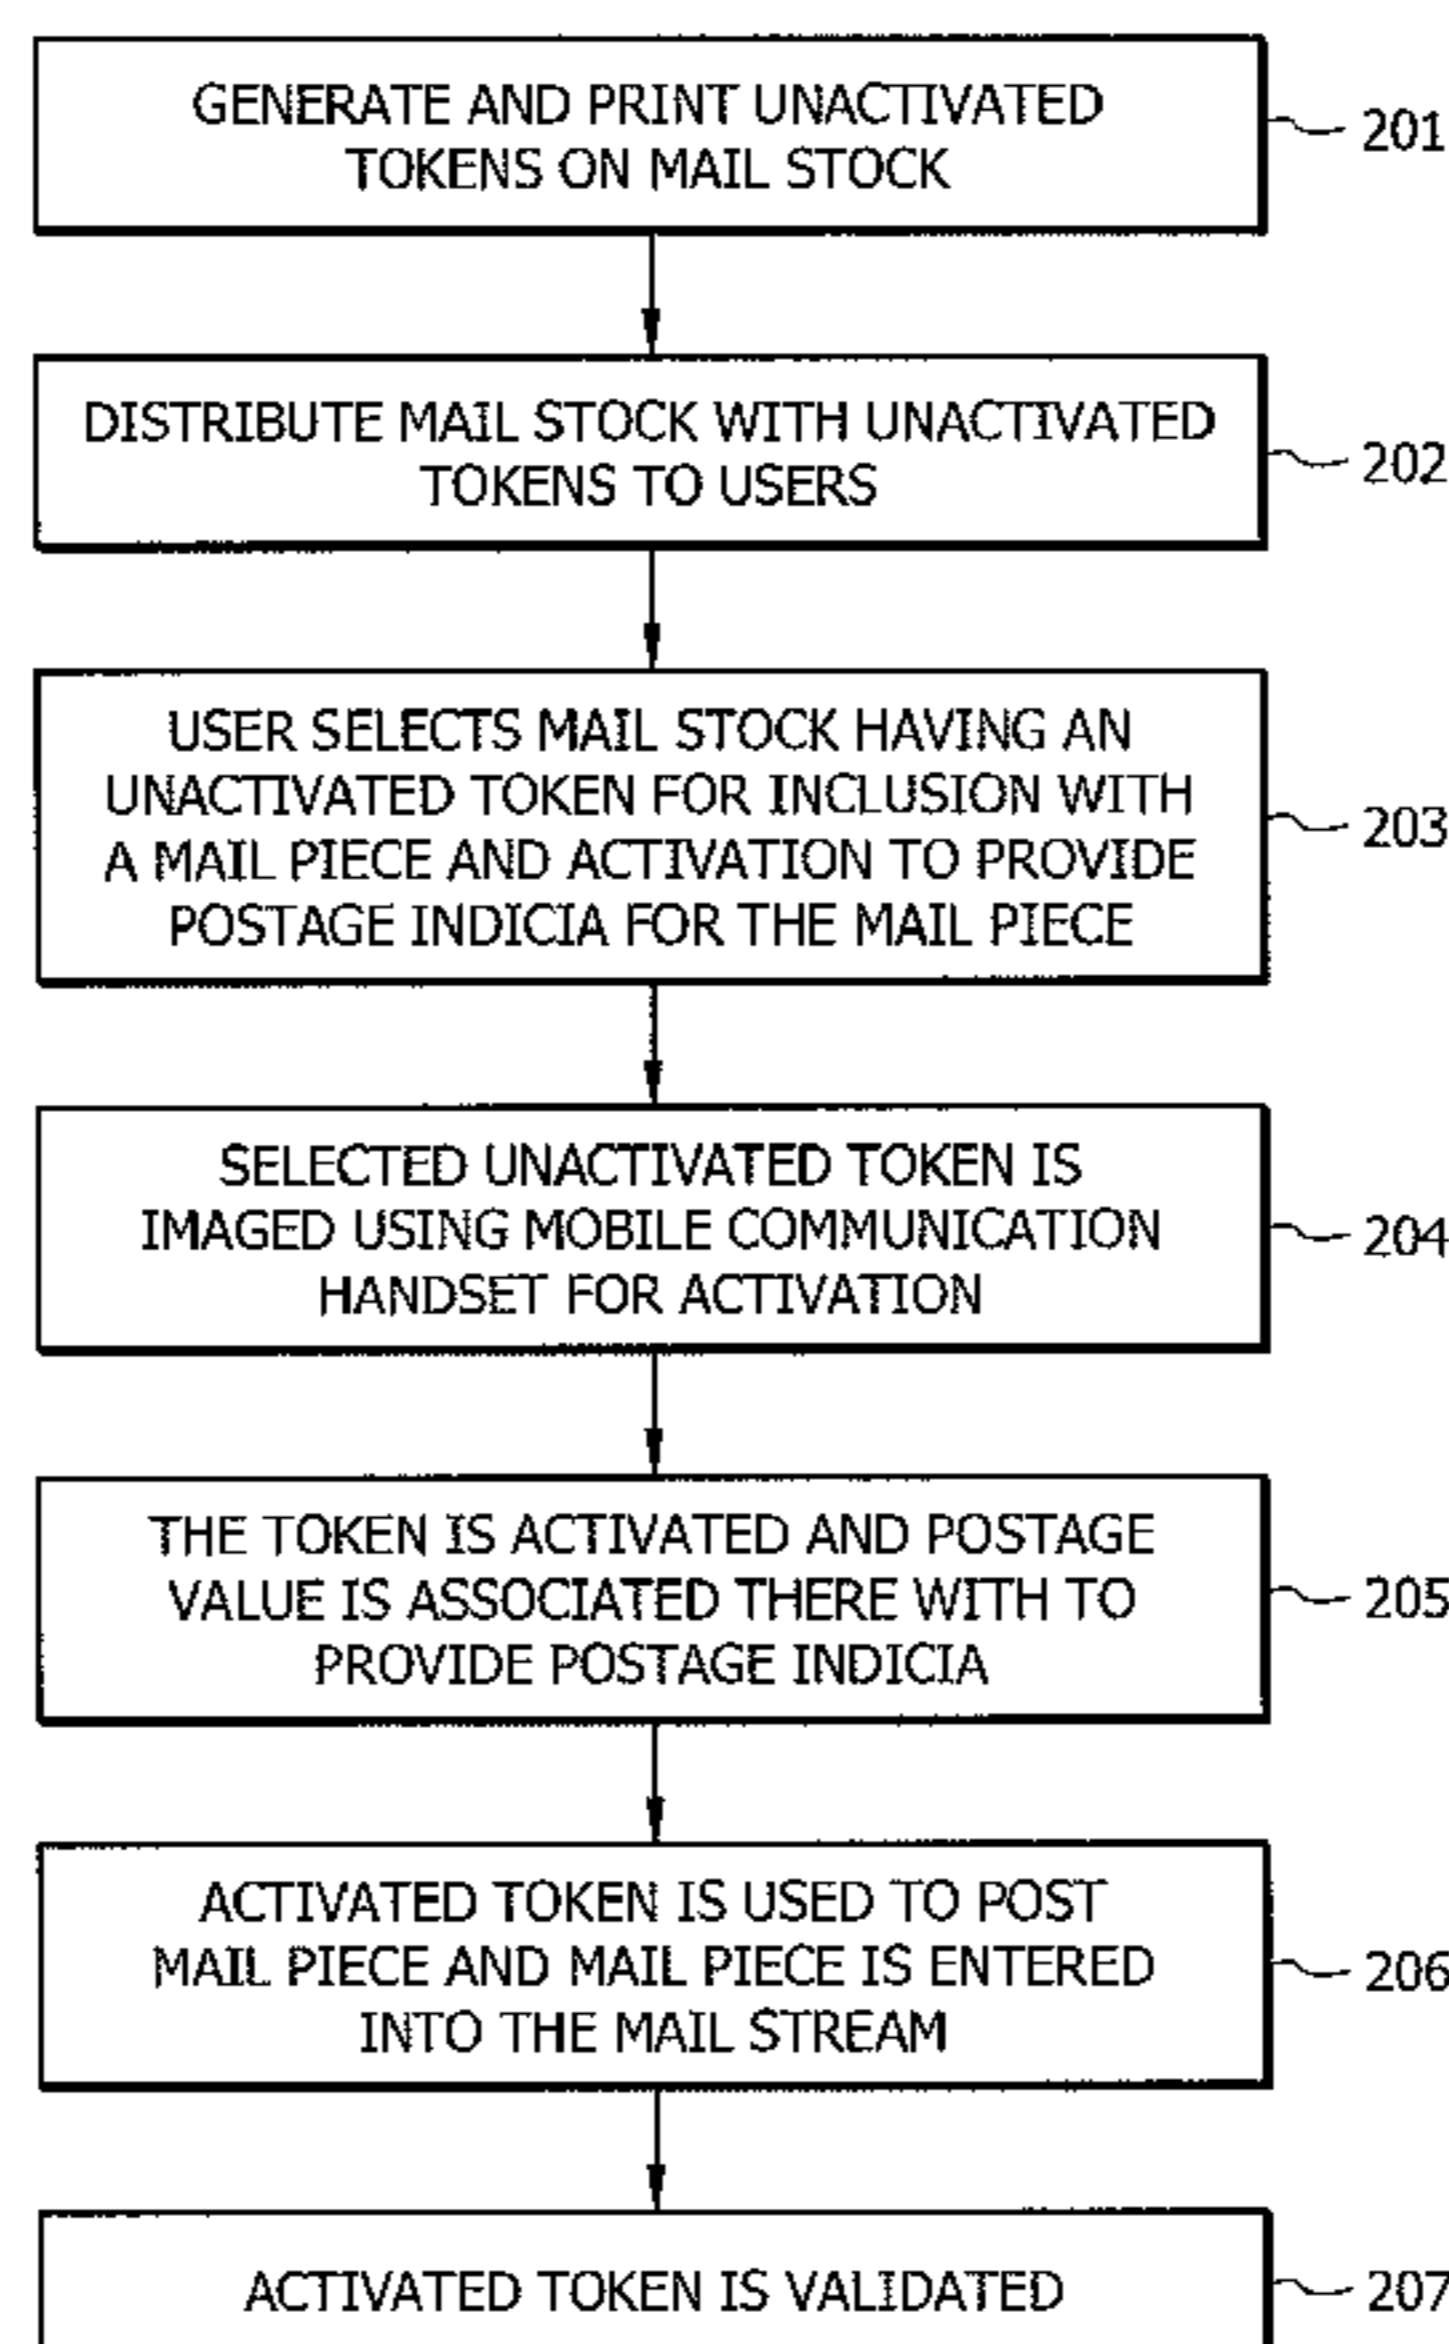 GENERATE AND PRINT UNACTIVATED
TOKENS ON MAIL STOCK
201
DISTRIBUTE MAIL STOCK WITH UNACTIVATED
TOKENS TO USERS
202
USER SELECTS MAIL STOCK HAVING AN
UNACTIVATED TOKEN FOR INCLUSION WITH
A MAIL PIECE AND ACTIVATION TO PROVIDE
POSTAGE INDICIA FOR THE MAIL PIECE
203
SELECTED UNACTIVATED TOKEN IS
IMAGED USING MOBILE COMMUNICATION
HANDSET FOR ACTIVATION
204
THE TOKEN IS ACTIVATED AND POSTAGE
VALUE IS ASSOCIATED THERE WITH TO
PROVIDE POSTAGE INDICIA
205
ACTIVATED TOKEN IS USED TO POST
MAIL PIECE AND MAIL PIECE IS ENTERED
INTO THE MAIL STREAM
206
ACTIVATED TOKEN IS VALIDATED
207